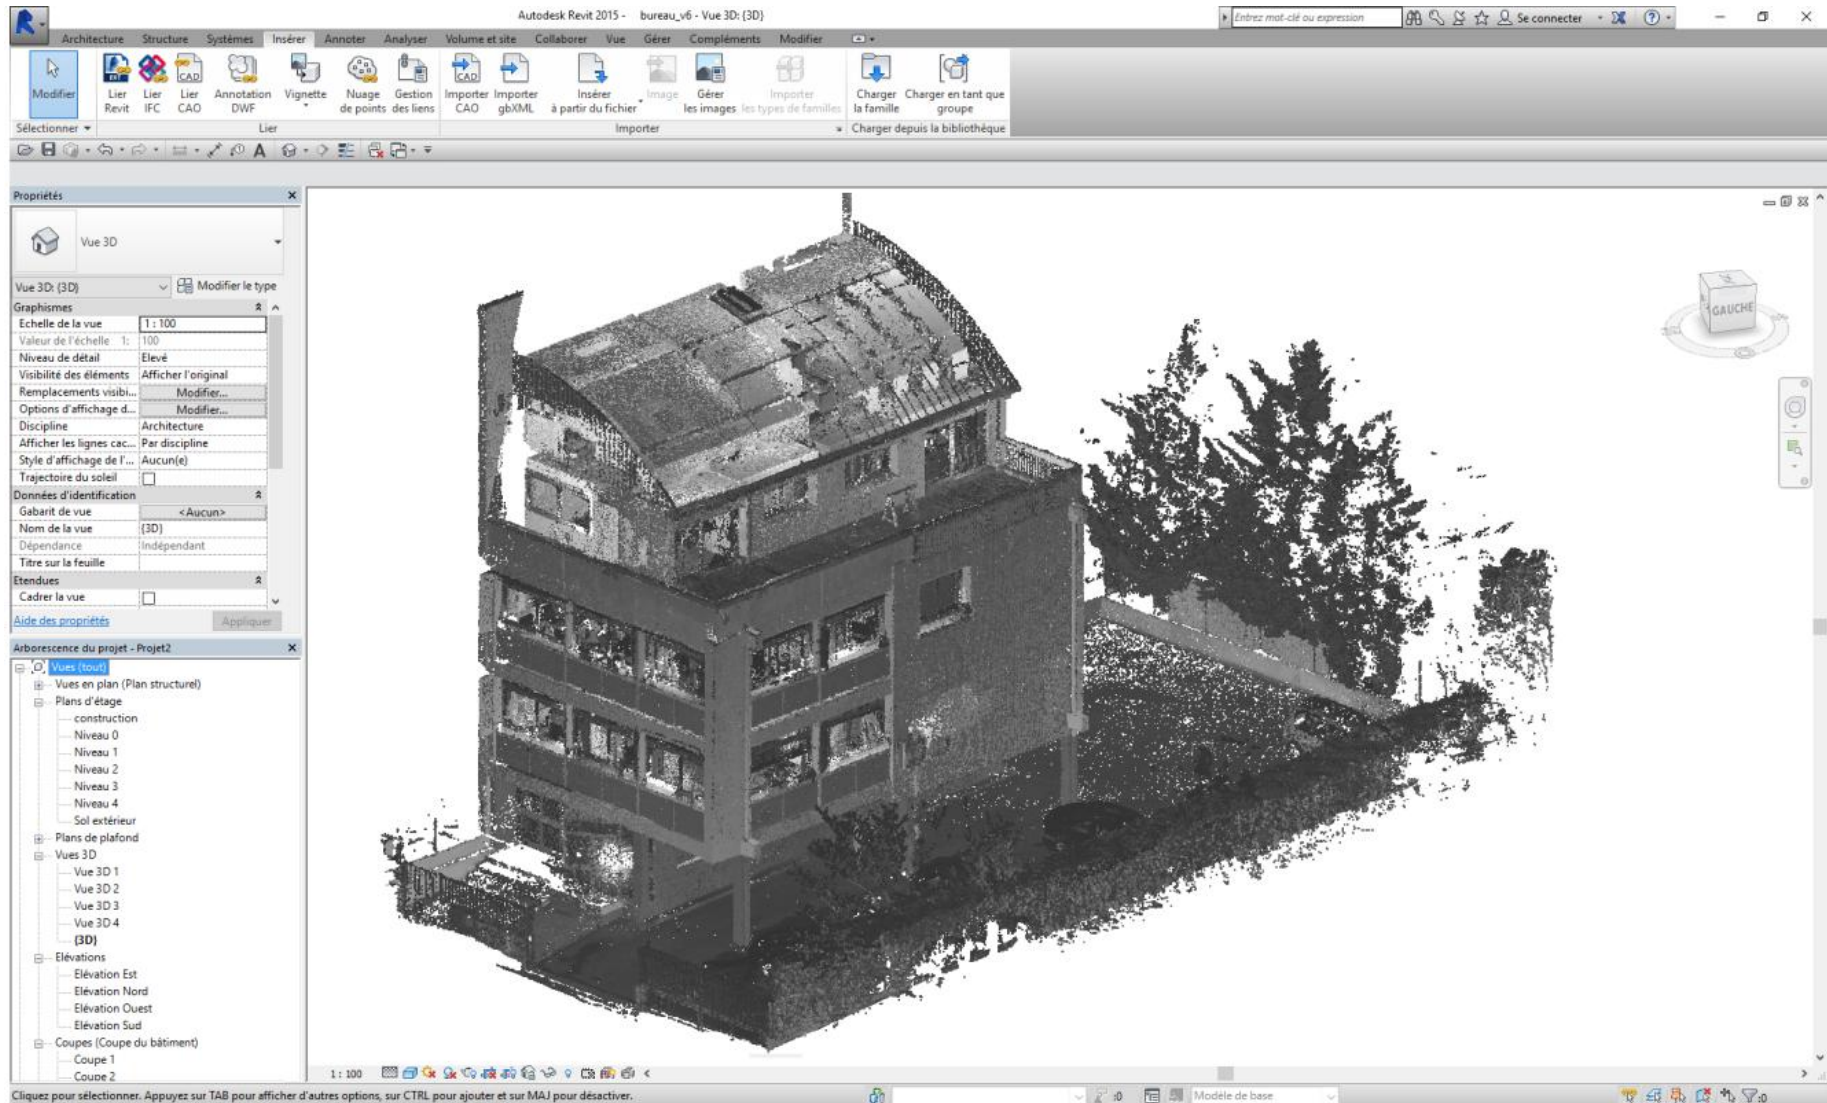 Autodesk Revit 2015 - bureau_v6 - Vue 3D: {3D}
Entrez mot-clé ou expression
Se connecter
Architecture Structure Systèmes Insérer Annoter Analyser Volume et site Collaborer Vue Gérer Compléments Modifier
Modifier
Lier Revit
Lier IFC
Lier CAO
Annotation DWF
Vignette
Nuage de points
Gestion des liens
Importer CAO
Importer gbXML
Insérer à partir du fichier
Image
Gérer les images
Importer les types de familles
Charger la famille
Charger en tant que groupe
Sélectionner Lier Importer Charger depuis la bibliothèque
Propriétés
Vue 3D
Vue 3D: {3D} Modifier le type
Graphismes
Echelle de la vue 1 : 100
Valeur de l'échelle 1: 100
Niveau de détail Elevé
Visibilité des éléments Afficher l'original
Remplacements visibi... Modifier...
Options d'affichage d... Modifier...
Discipline Architecture
Afficher les lignes cac... Par discipline
Style d'affichage de l'... Aucun(e)
Trajectoire du soleil
Données d'identification
Gabarit de vue <Aucun>
Nom de la vue {3D}
Dépendance Indépendant
Titre sur la feuille
Etendues
Cadrer la vue
Aide des propriétés Appliquer
Arborescence du projet - Projet2
Vues (tout)
Vues en plan (Plan structurel)
Plans d'étage
construction
Niveau 0
Niveau 1
Niveau 2
Niveau 3
Niveau 4
Sol extérieur
Plans de plafond
Vues 3D
Vue 3D 1
Vue 3D 2
Vue 3D 3
Vue 3D 4
{3D}
Elévations
Elévation Est
Elévation Nord
Elévation Ouest
Elévation Sud
Coupes (Coupe du bâtiment)
Coupe 1
Coupe 2
GAUCHE
1 : 100
Cliquez pour sélectionner. Appuyez sur TAB pour afficher d'autres options, sur CTRL pour ajouter et sur MAJ pour désactiver.
:0
Modèle de base
:0